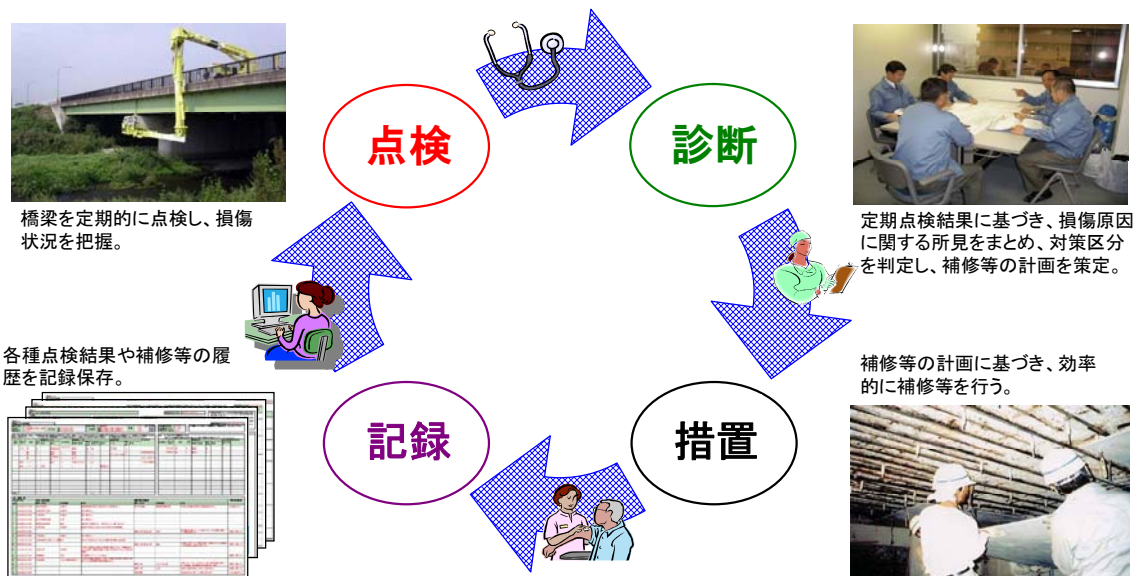 点検
診断
橋梁を定期的に点検し、損傷
状況を把握。
定期点検結果に基づき、損傷原因
に関する所見をまとめ、対策区分
を判定し、補修等の計画を策定。
各種点検結果や補修等の履
歴を記録保存。
補修等の計画に基づき、効率
的に補修等を行う。
記録
措置